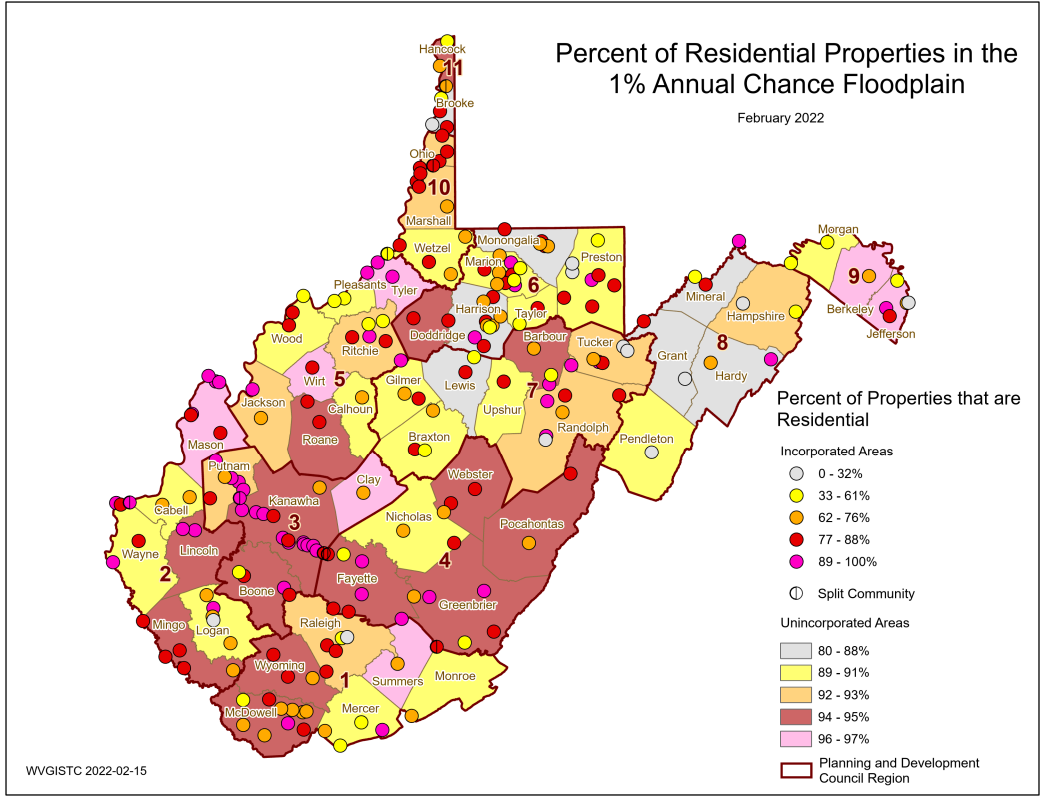 Percent of Residential Properties in the
1% Annual Chance Floodplain
February 2022
Hancock
11
Brooke
Ohio
10
Marshall
Wetzel
Monongalia
Marion
Preston
6
Pleasants
Tyler
Harrison
Taylor
Doddridge
Barbour
Tucker
Wood
Ritchie
Wirt
5
Gilmer
Lewis
7
Upshur
Randolph
Calhoun
Jackson
Roane
Braxton
Morgan
9
Berkeley
Jefferson
Mineral
Hampshire
8
Grant
Hardy
Pendleton
Mason
Putnam
Kanawha
3
Clay
Webster
Cabell
Nicholas
Pocahontas
Wayne
2
Lincoln
4
Fayette
Boone
Greenbrier
Mingo
Logan
Raleigh
Wyoming
1
Summers
Monroe
McDowell
Mercer
Percent of Properties that are
Residential
Incorporated Areas
0 - 32%
33 - 61%
62 - 76%
77 - 88%
89 - 100%
Split Community
Unincorporated Areas
80 - 88%
89 - 91%
92 - 93%
94 - 95%
96 - 97%
Planning and Development
Council Region
WVGISTC 2022-02-15